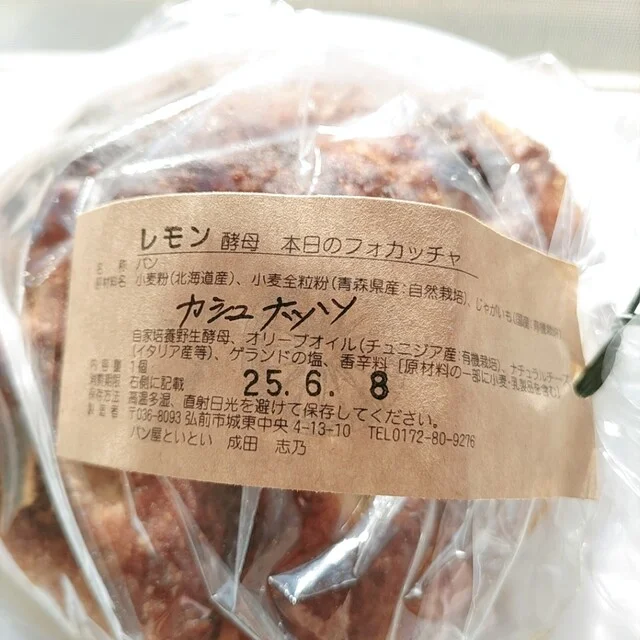 レモン 酵母 本日のフォカッチャ
名 称 パン
原材料名 小麦粉(北海道産)、小麦全粒粉(青森県産:自然栽培)、じゃがいも(国産:有機栽培)
カシューナッツ
自家培養野生酵母、オリーブオイル(チュニジア産:有機栽培)、ナチュラルチーズ
(イタリア産等)、ゲランドの塩、香辛料 [原材料の一部に小麦・乳製品を含む]
内容量 1個
消費期限 右側に記載 25.6.8
保存方法 高温多湿、直射日光を避けて保存してください。
製造者 〒036-8093 弘前市城東中央4-13-10 TEL0172-80-9276
パン屋といとい 成田 志乃